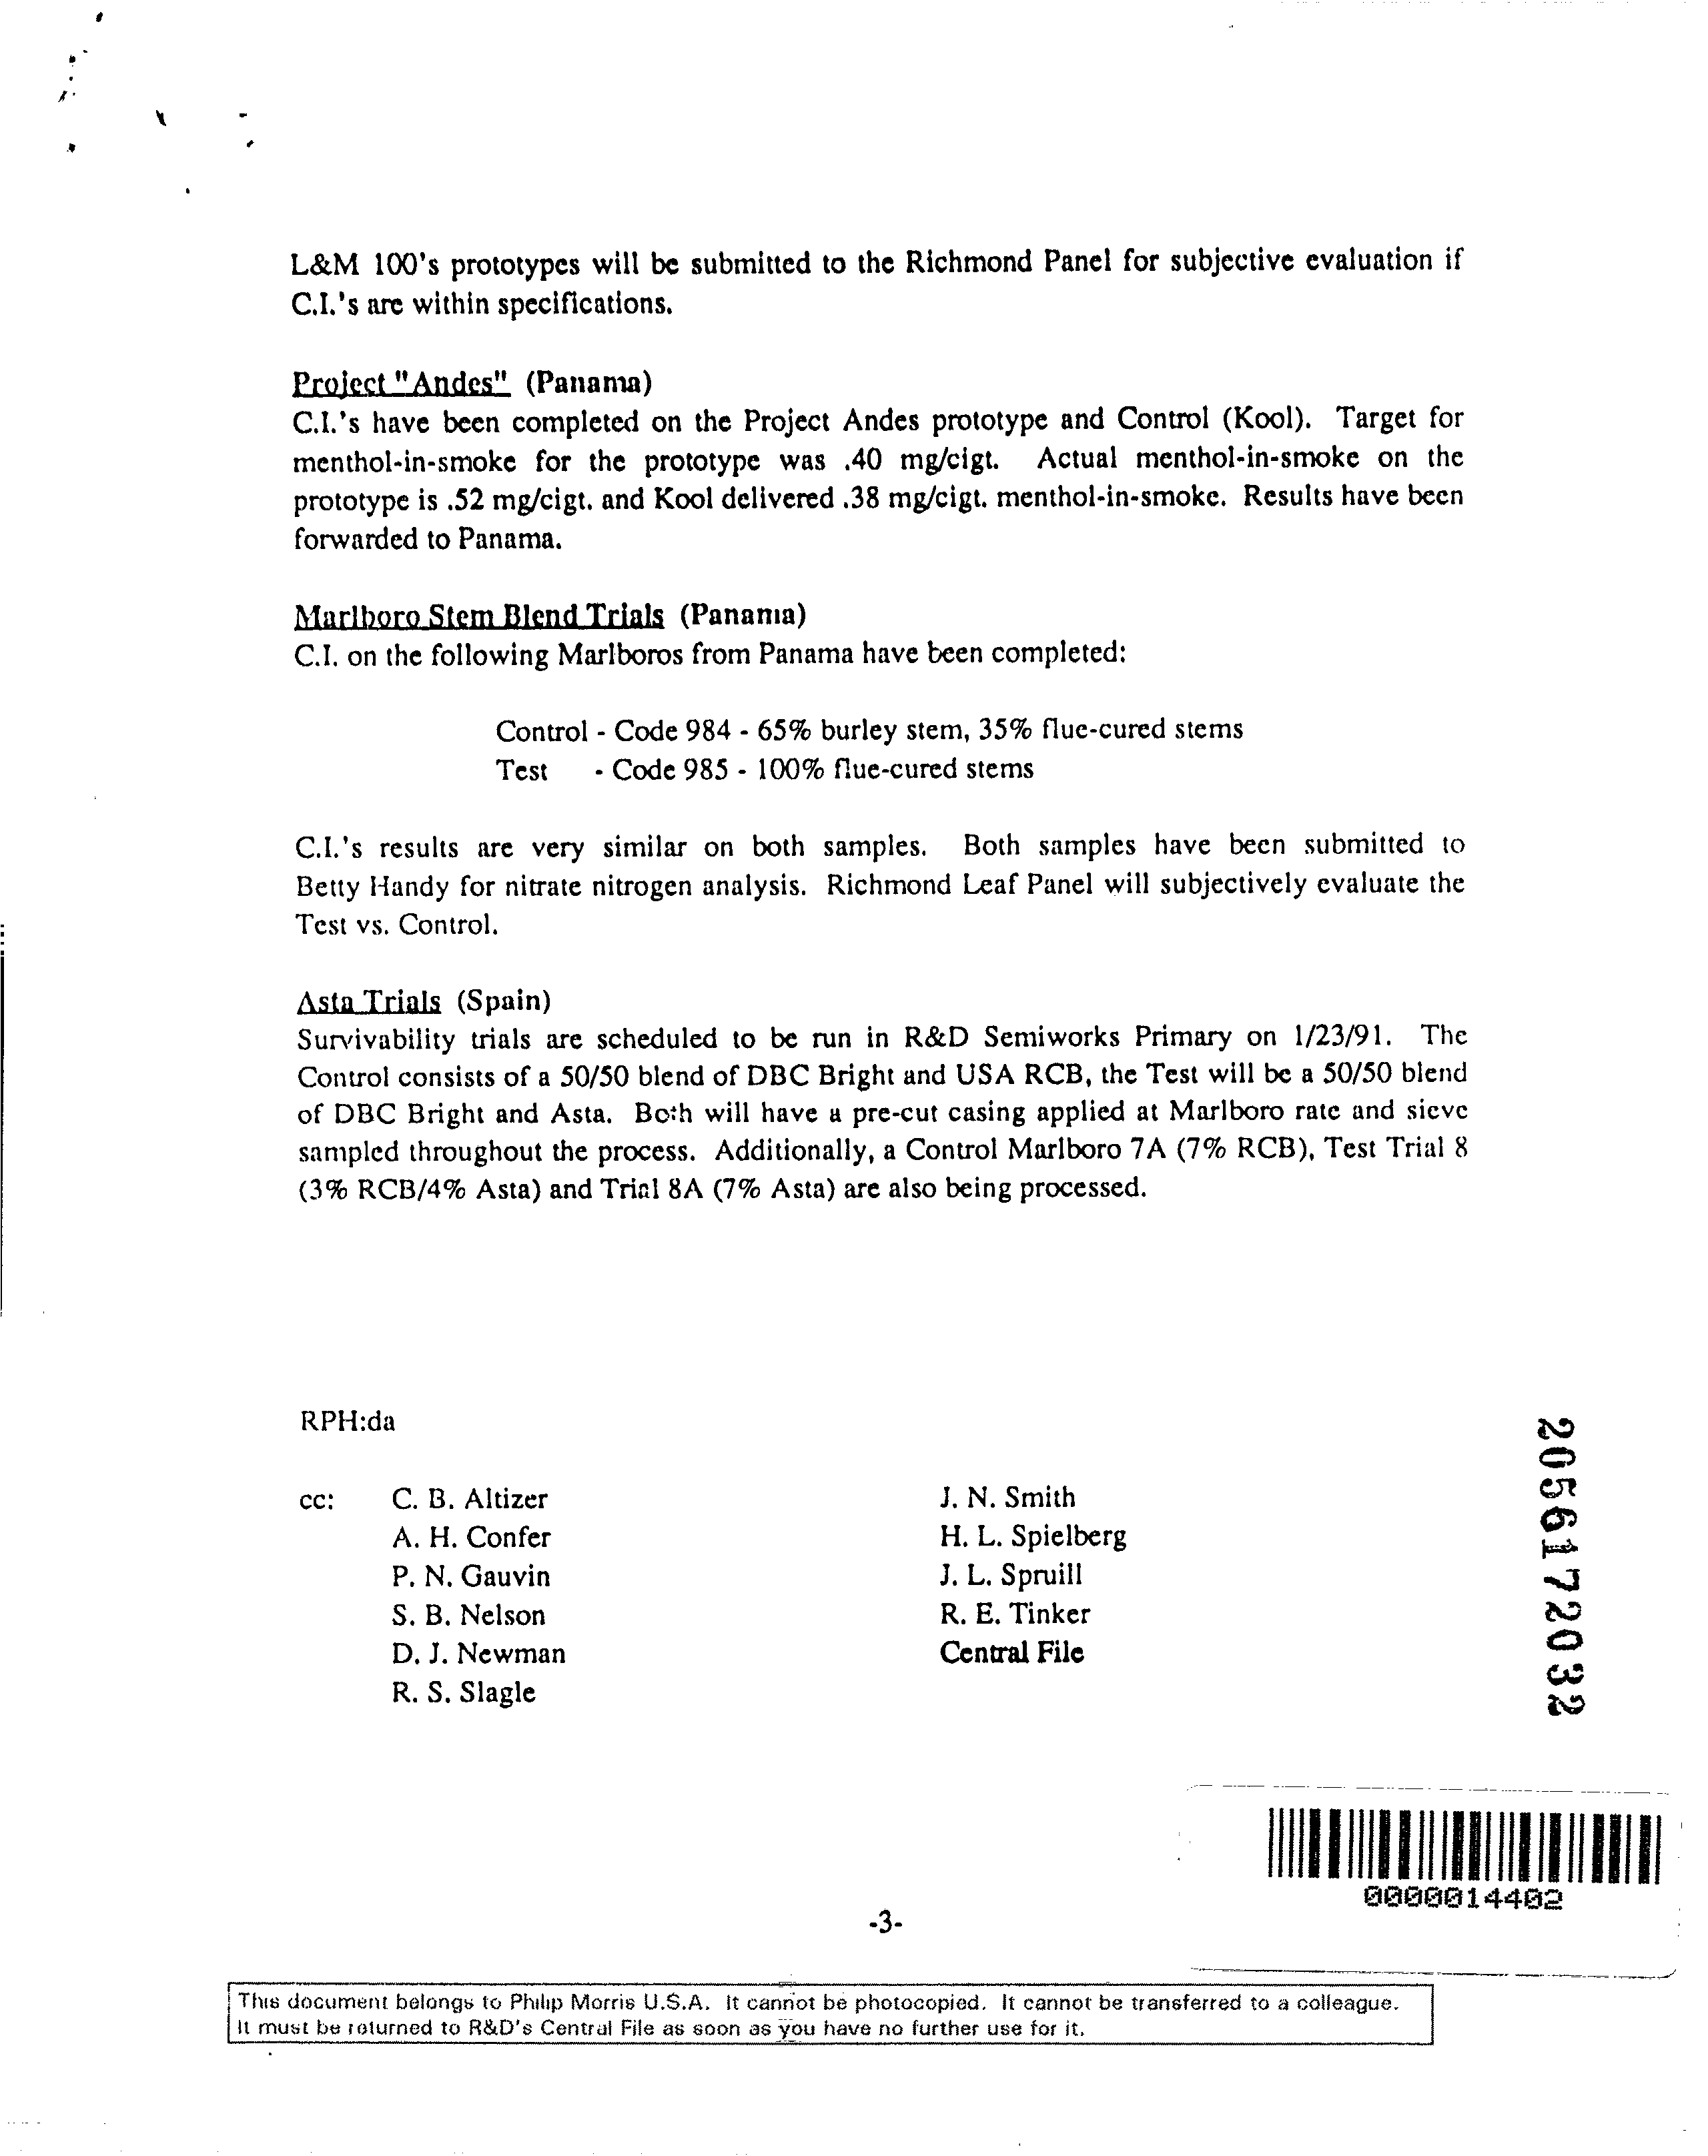 L&M 100's prototypes will be submitted to the Richmond Panel for subjective evaluation if
C.I.'s are within specifications.
Project "Andes" (Panama)
C.I.'s have been completed on the Project Andes prototype and Control (Kool). Target for
menthol-in-smoke for the prototype was .40 mg/cigt. Actual menthol-in-smoke on the
prototype is .52 mg/cigt. and Kool delivered .38 mg/cigt. menthol-in-smoke. Results have been
forwarded to Panama.
Marlboro Stem Blend Trials (Panama)
C.I. on the following Marlboros from Panama have been completed:
Control - Code 984 - 65% burley stem, 35% flue-cured stems
Test - Code 985 - 100% flue-cured stems
C.I.'s results are very similar on both samples. Both samples have been submitted to
Betty Handy for nitrate nitrogen analysis. Richmond Leaf Panel will subjectively evaluate the
Test vs. Control.
Asta Trials (Spain)
Survivability trials are scheduled to be run in R&D Semiworks Primary on 1/23/91. The
Control consists of a 50/50 blend of DBC Bright and USA RCB, the Test will be a 50/50 blend
of DBC Bright and Asta. Both will have a pre-cut casing applied at Marlboro rate and sieve
sampled throughout the process. Additionally, a Control Marlboro 7A (7% RCB), Test Trial 8
(3% RCB/4% Asta) and Trial 8A (7% Asta) are also being processed.
RPH:da
cc: C. B. Altizer
A. H. Confer
P. N. Gauvin
S. B. Nelson
D. J. Newman
R. S. Slagle
J. N. Smith
H. L. Spielberg
J. L. Spruill
R. E. Tinker
Central File
2056172032
0000014402
-3-
This document belongs to Philip Morris U.S.A. It cannot be photocopied. It cannot be transferred to a colleague.
It must be returned to R&D's Central File as soon as you have no further use for it.